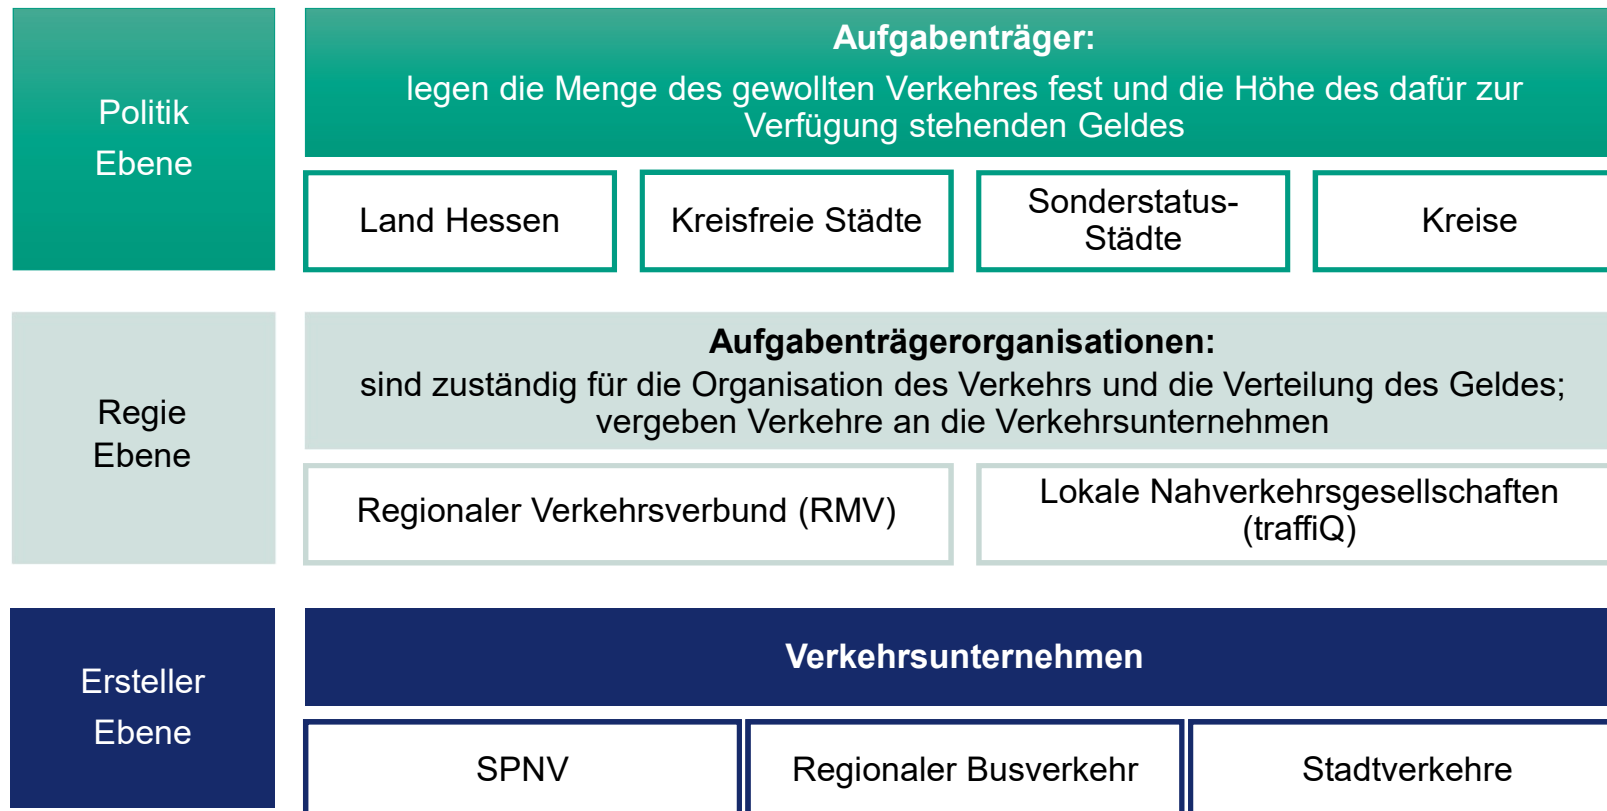 Politik
Ebene
Aufgabenträger:
legen die Menge des gewollten Verkehres fest und die Höhe des dafür zur
Verfügung stehenden Geldes
Land Hessen
Kreisfreie Städte
Sonderstatus-
Städte
Kreise
Regie
Ebene
Aufgabenträgerorganisationen:
sind zuständig für die Organisation des Verkehrs und die Verteilung des Geldes;
vergeben Verkehre an die Verkehrsunternehmen
Regionaler Verkehrsverbund (RMV)
Lokale Nahverkehrsgesellschaften
(traffiQ)
Ersteller
Ebene
Verkehrsunternehmen
SPNV
Regionaler Busverkehr
Stadtverkehre